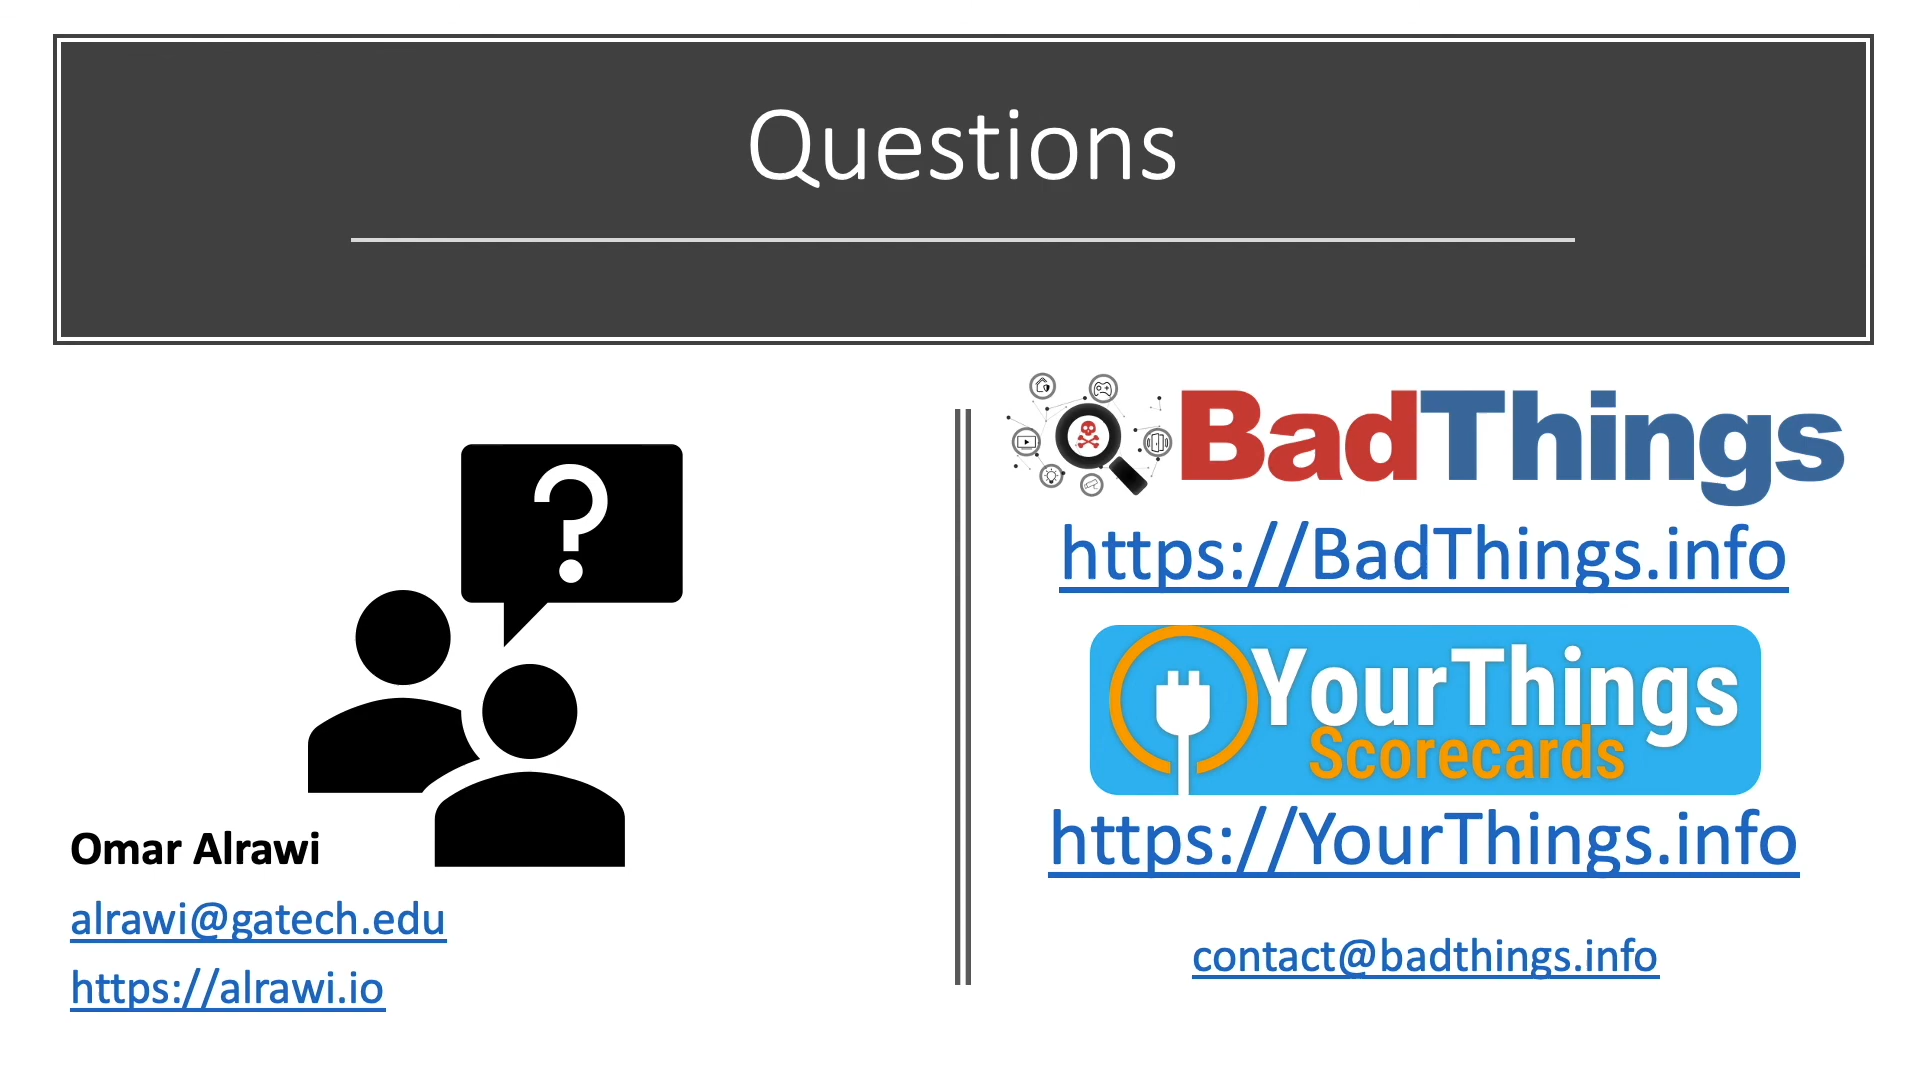 Questions
?
Omar Alrawi
alrawi@gatech.edu
https://alrawi.io
BadThings
https://BadThings.info
YourThings
Scorecards
https://YourThings.info
contact@badthings.info